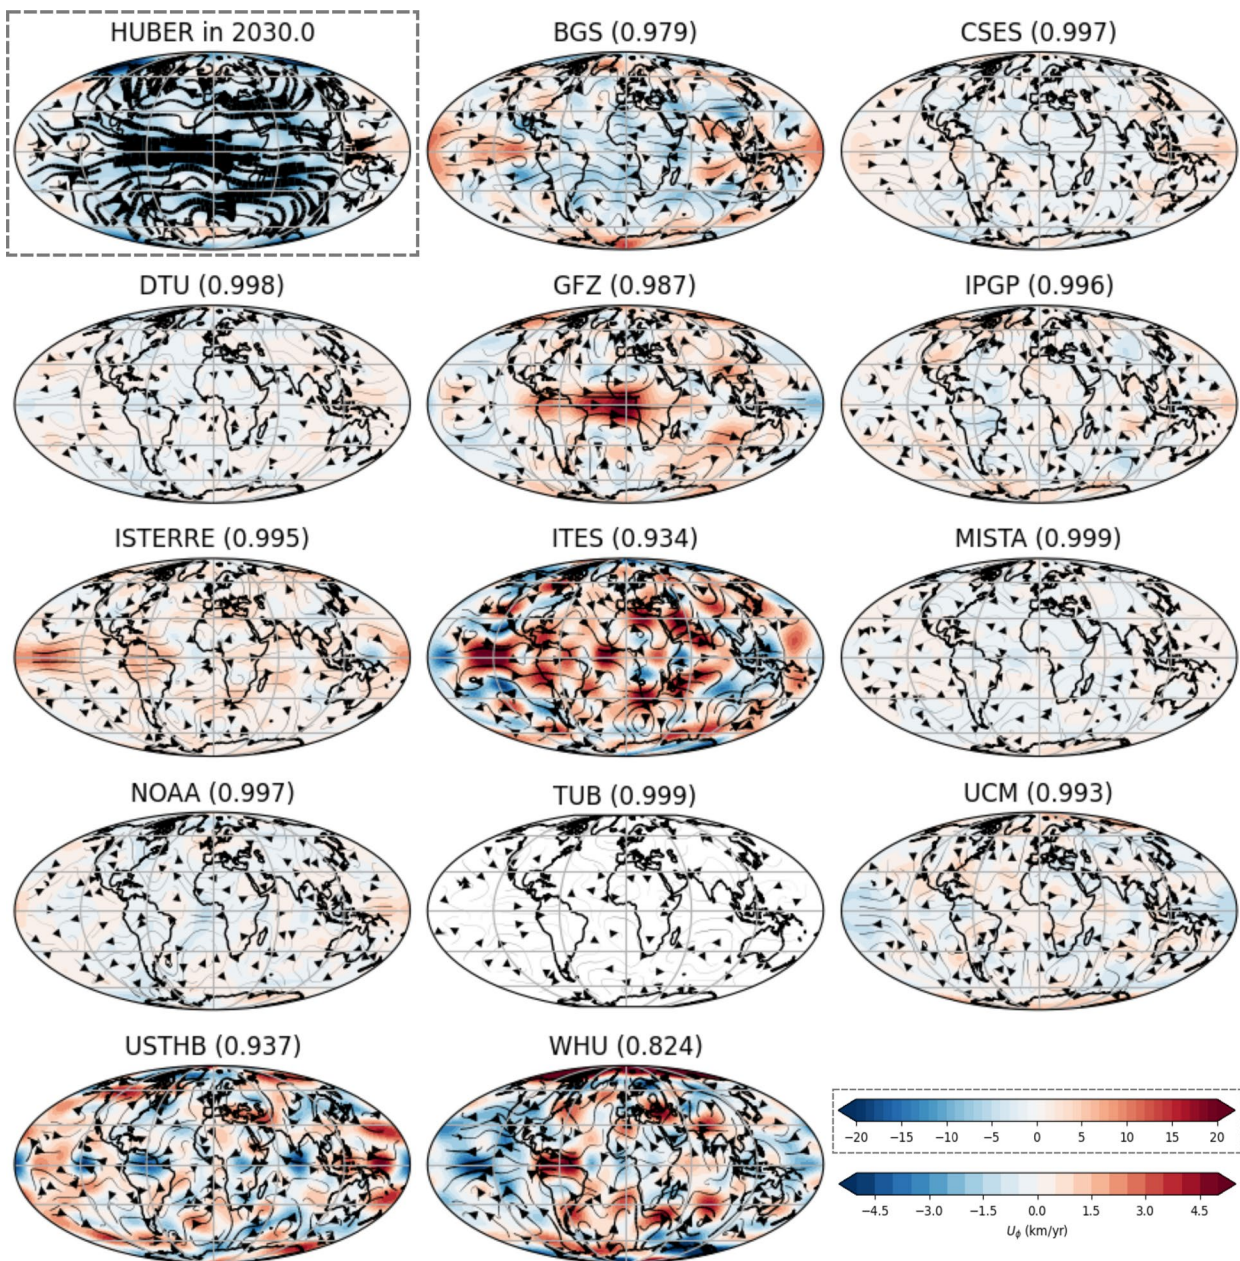 HUBER in 2030.0
BGS (0.979)
CSES (0.997)
DTU (0.998)
GFZ (0.987)
IPGP (0.996)
ISTERRE (0.995)
ITES (0.934)
MISTA (0.999)
NOAA (0.997)
TUB (0.999)
UCM (0.993)
USTHB (0.937)
WHU (0.824)
−20 −15 −10 −5 0 5 10 15 20
−4.5 −3.0 −1.5 0.0 1.5 3.0 4.5
Uϕ (km/yr)